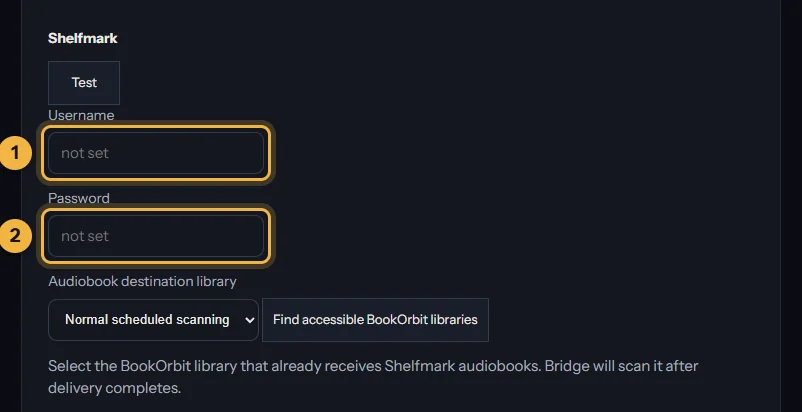 Shelfmark
Test
Username
1
not set
Password
2
not set
Audiobook destination library
Normal scheduled scanning
Find accessible BookOrbit libraries
Select the BookOrbit library that already receives Shelfmark audiobooks. Bridge will scan it after
delivery completes.